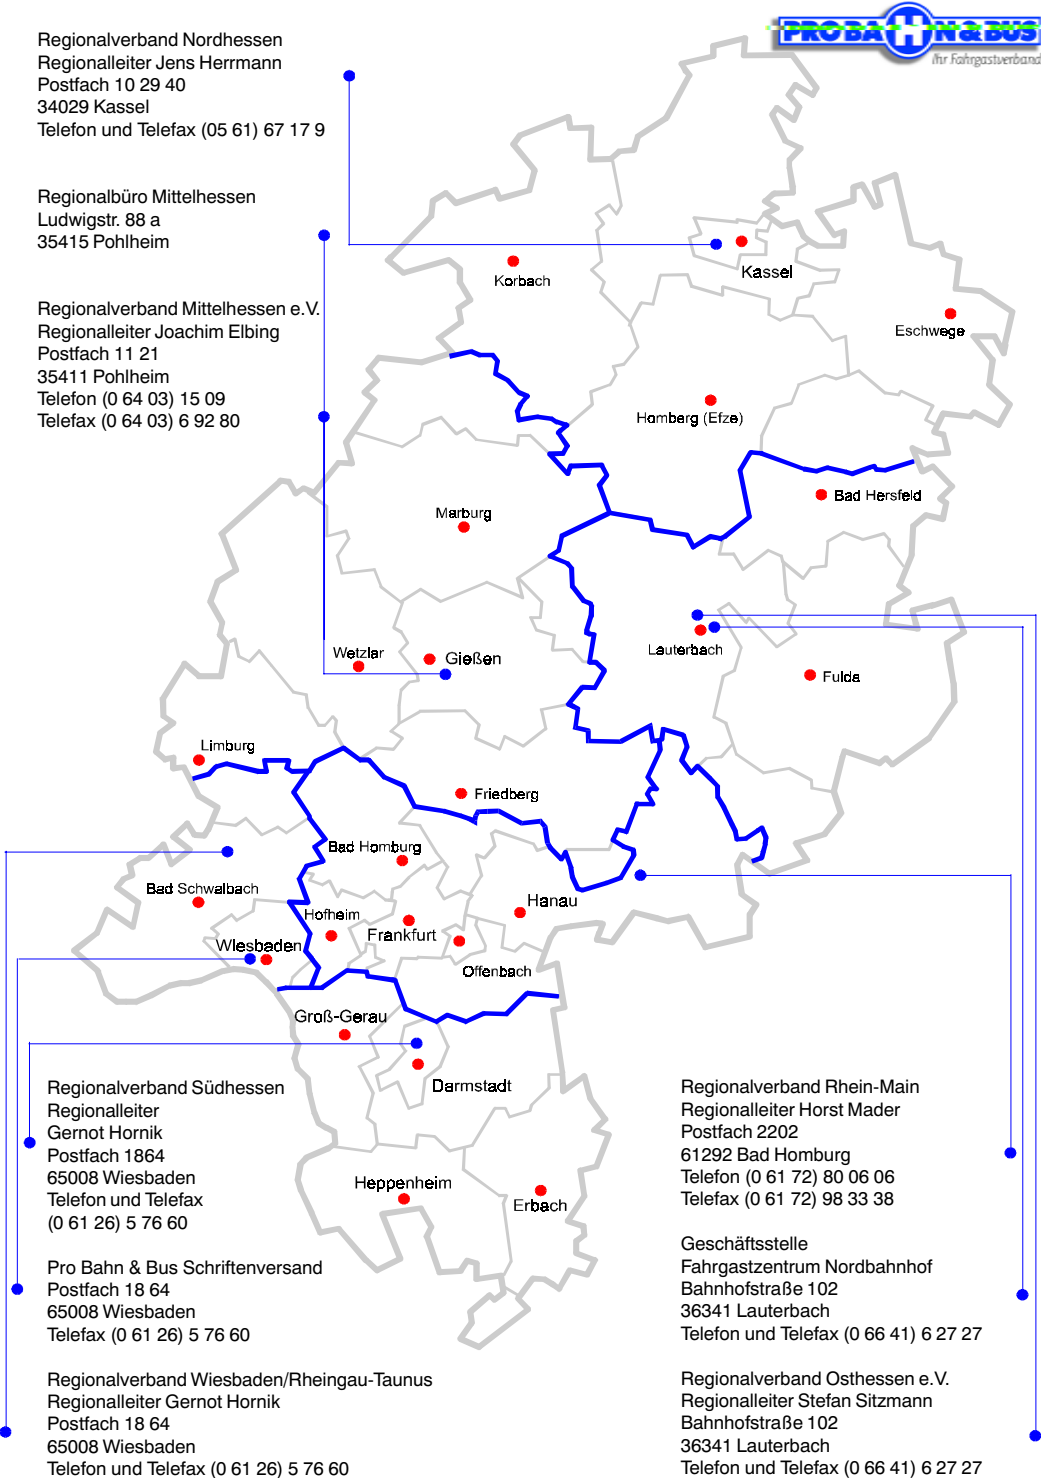 PRO BAHN & BUS
Ihr Fahrgastverband
Regionalverband Nordhessen
Regionalleiter Jens Herrmann
Postfach 10 29 40
34029 Kassel
Telefon und Telefax (05 61) 67 17 9
Regionalbüro Mittelhessen
Ludwigstr. 88 a
35415 Pohlheim
Regionalverband Mittelhessen e.V.
Regionalleiter Joachim Elbing
Postfach 11 21
35411 Pohlheim
Telefon (0 64 03) 15 09
Telefax (0 64 03) 6 92 80
Kassel
Korbach
Eschwege
Homberg (Efze)
Bad Hersfeld
Marburg
Wetzlar
Gießen
Lauterbach
Fulda
Limburg
Friedberg
Bad Homburg
Bad Schwalbach
Hanau
Hofheim
Frankfurt
Wiesbaden
Offenbach
Groß-Gerau
Darmstadt
Heppenheim
Erbach
Regionalverband Südhessen
Regionalleiter
Gernot Hornik
Postfach 1864
65008 Wiesbaden
Telefon und Telefax
(0 61 26) 5 76 60
Pro Bahn & Bus Schriftenversand
Postfach 18 64
65008 Wiesbaden
Telefax (0 61 26) 5 76 60
Regionalverband Wiesbaden/Rheingau-Taunus
Regionalleiter Gernot Hornik
Postfach 18 64
65008 Wiesbaden
Telefon und Telefax (0 61 26) 5 76 60
Regionalverband Rhein-Main
Regionalleiter Horst Mader
Postfach 2202
61292 Bad Homburg
Telefon (0 61 72) 80 06 06
Telefax (0 61 72) 98 33 38
Geschäftsstelle
Fahrgastzentrum Nordbahnhof
Bahnhofstraße 102
36341 Lauterbach
Telefon und Telefax (0 66 41) 6 27 27
Regionalverband Osthessen e.V.
Regionalleiter Stefan Sitzmann
Bahnhofstraße 102
36341 Lauterbach
Telefon und Telefax (0 66 41) 6 27 27